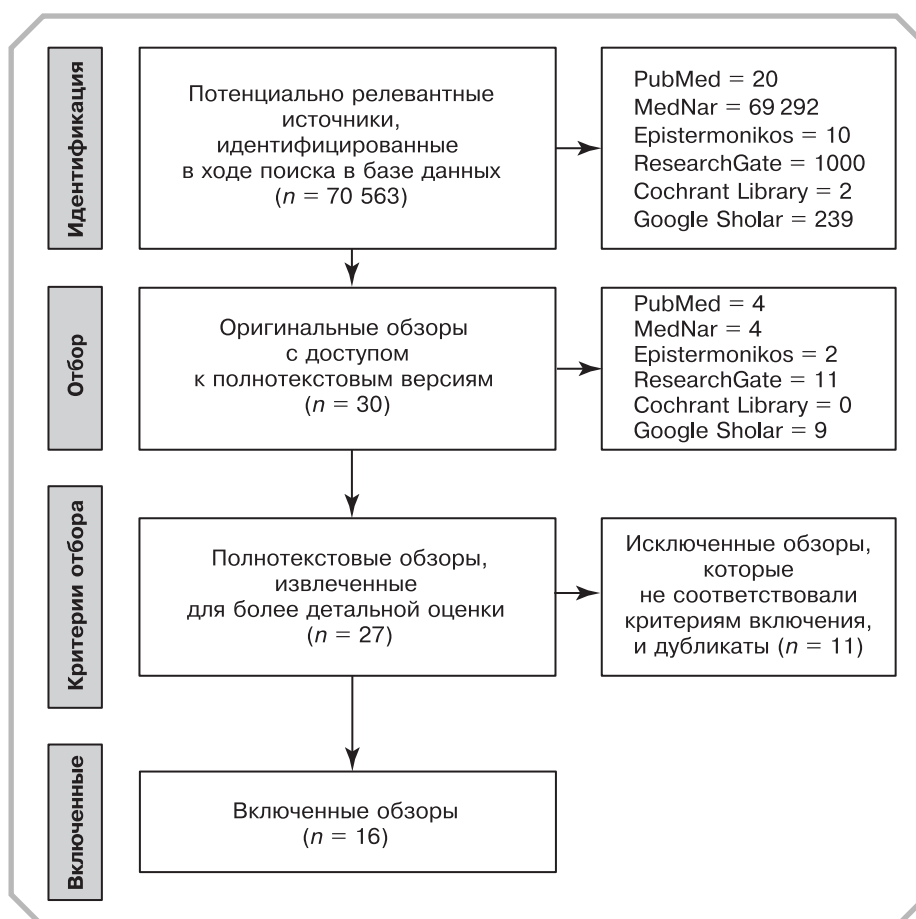 Идентификация
Потенциально релевантные
источники,
идентифицированные
в ходе поиска в базе данных
(n = 70 563)
PubMed = 20
MedNar = 69 292
Epistermonikos = 10
ResearchGate = 1000
Cochrant Library = 2
Google Sholar = 239
Отбор
Оригинальные обзоры
с доступом
к полнотекстовым версиям
(n = 30)
PubMed = 4
MedNar = 4
Epistermonikos = 2
ResearchGate = 11
Cochrant Library = 0
Google Sholar = 9
Критерии отбора
Полнотекстовые обзоры,
извлеченные
для более детальной оценки
(n = 27)
Исключенные обзоры,
которые
не соответствовали
критериям включения,
и дубликаты (n = 11)
Включенные
Включенные обзоры
(n = 16)